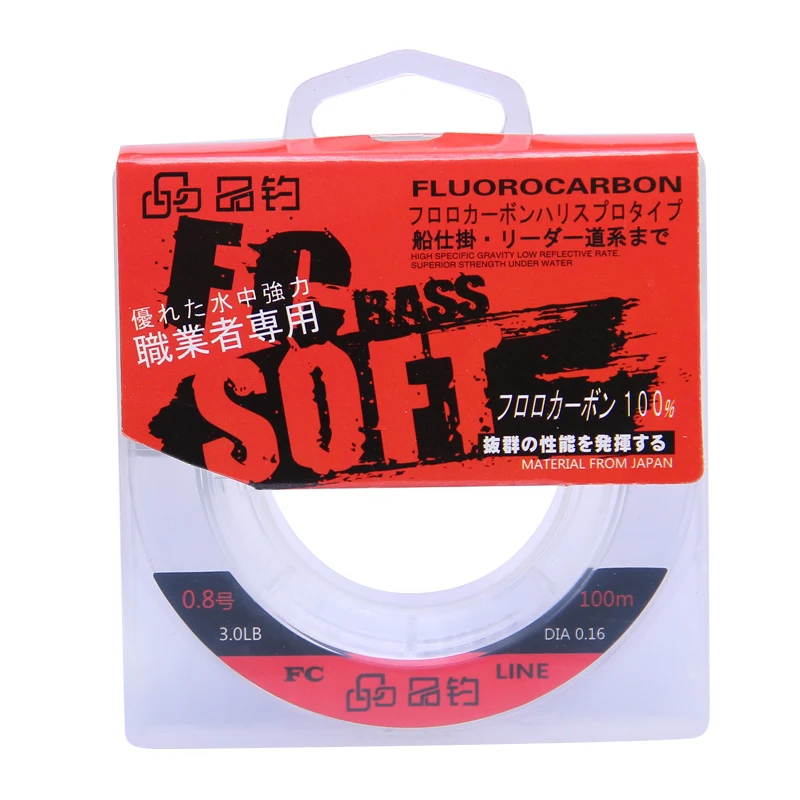 品钓
FLUOROCARBON
フロロカーボンハリスプロタイプ
船仕掛・リーダー道系まで
HIGH SPECIFIC GRAVITY LOW REFLECTIVE RATE.
SUPERIOR STRENGTH UNDER WATER
FC BASS
優れた水中強力
職業者専用
SOFT
フロロカーボン 100%
抜群の性能を発揮する
MATERIAL FROM JAPAN
0.8号
100m
3.0LB
DIA 0.16
FC 品钓 LINE